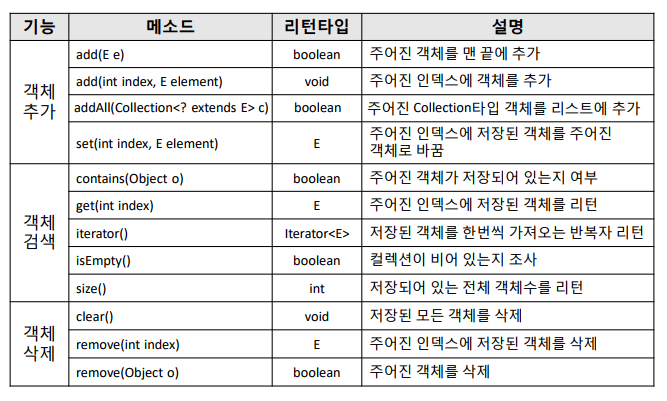 기능 메소드 리턴타입 설명
객체 추가
add(E e) boolean 주어진 객체를 맨 끝에 추가
add(int index, E element) void 주어진 인덱스에 객체를 추가
addAll(Collection<? extends E> c) boolean 주어진 Collection타입 객체를 리스트에 추가
set(int index, E element) E 주어진 인덱스에 저장된 객체를 주어진
객체로 바꿈
객체 검색
contains(Object o) boolean 주어진 객체가 저장되어 있는지 여부
get(int index) E 주어진 인덱스에 저장된 객체를 리턴
iterator() Iterator<E> 저장된 객체를 한번씩 가져오는 반복자 리턴
isEmpty() boolean 컬렉션이 비어 있는지 조사
size() int 저장되어 있는 전체 객체수를 리턴
객체 삭제
clear() void 저장된 모든 객체를 삭제
remove(int index) E 주어진 인덱스에 저장된 객체를 삭제
remove(Object o) boolean 주어진 객체를 삭제